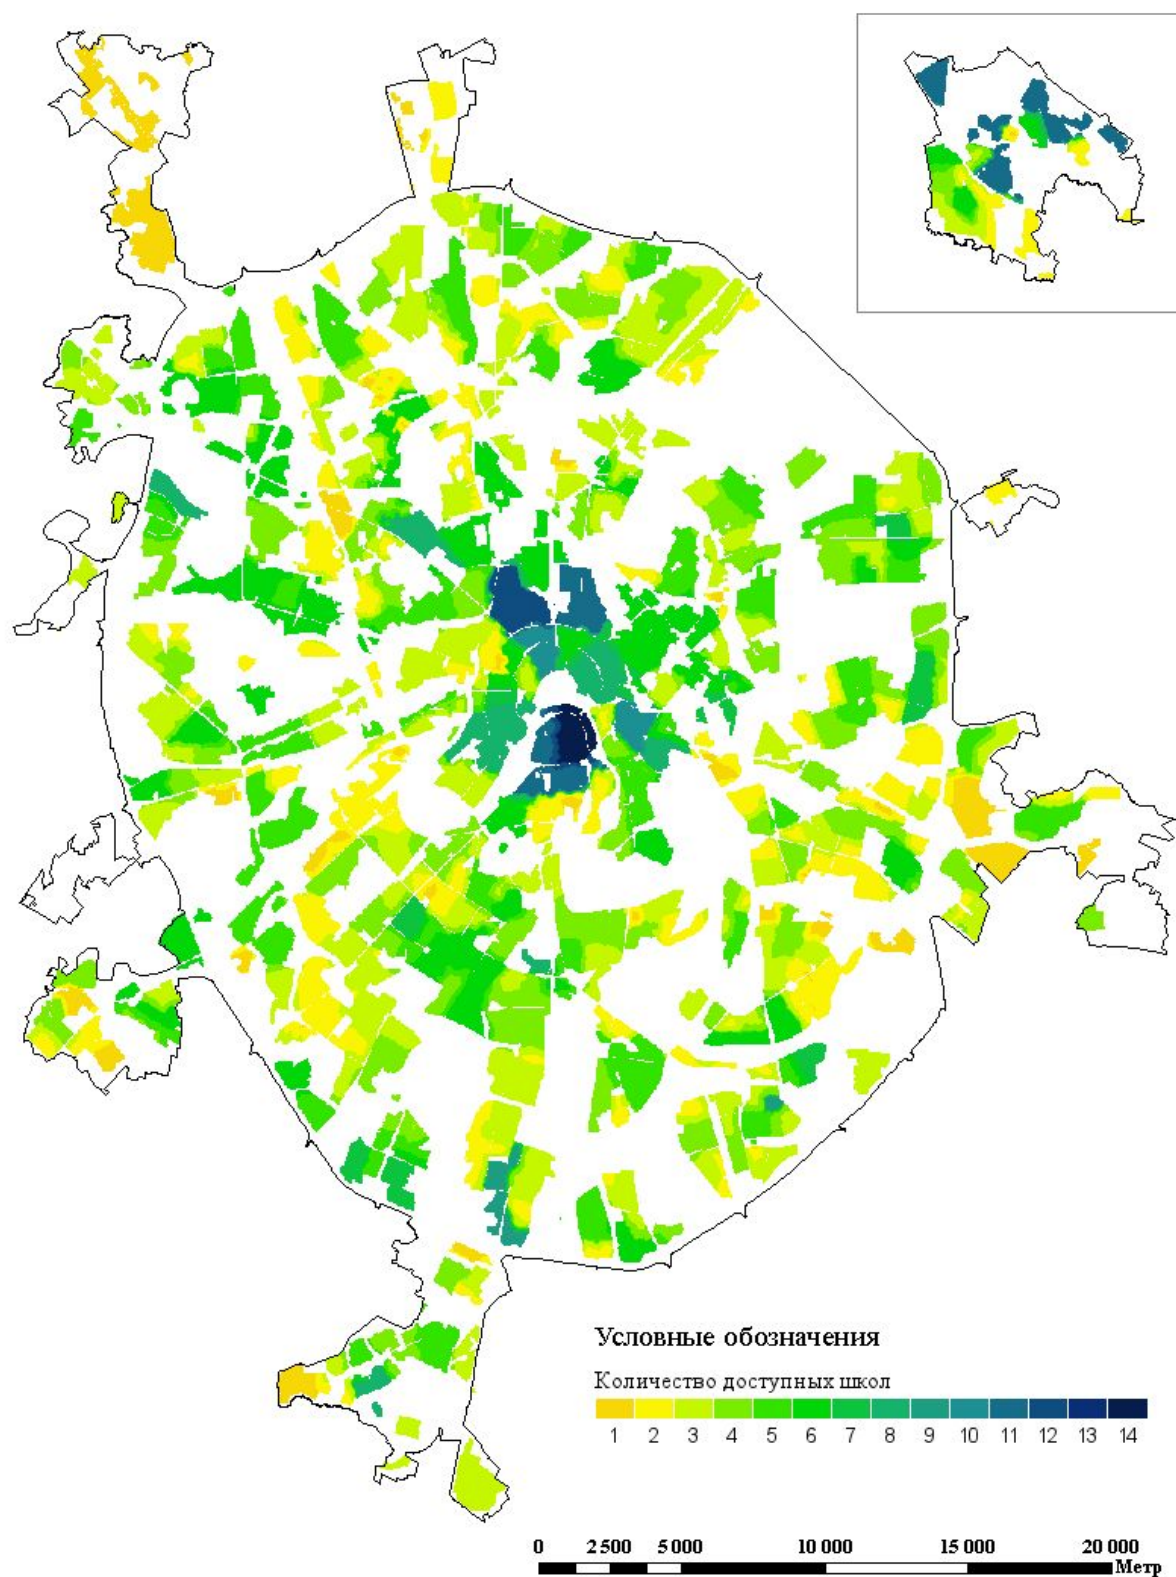 Условные обозначения
Количество доступных школ
1 2 3 4 5 6 7 8 9 10 11 12 13 14
0 2 500 5 000 10 000 15 000 20 000
Метр